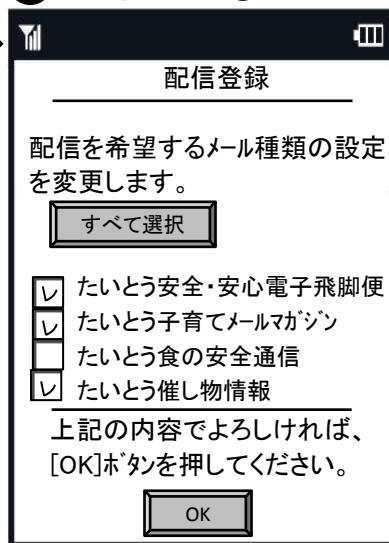 配信登録
配信を希望するメール種類の設定
を変更します。
すべて選択
たいとう安全・安心電子飛脚便
たいとう子育てメールマガジン
たいとう食の安全通信
たいとう催し物情報
上記の内容でよろしければ、
[OK]ボタンを押してください。
OK